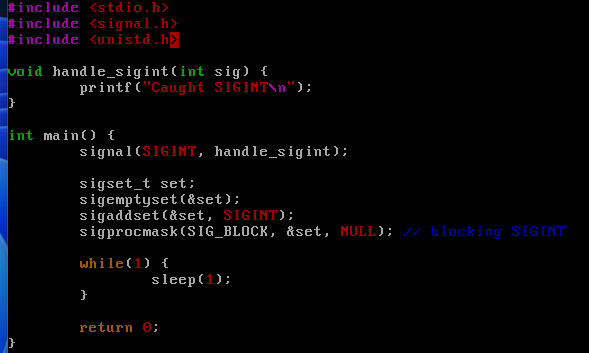 #include <stdio.h>
#include <signal.h>
#include <unistd.h>
void handle_sigint(int sig) {
printf("Caught SIGINT\n");
}
int main() {
signal(SIGINT, handle_sigint);
sigset_t set;
sigemptyset(&set);
sigaddset(&set, SIGINT);
sigprocmask(SIG_BLOCK, &set, NULL); // blocking SIGINT
while(1) {
sleep(1);
}
return 0;
}